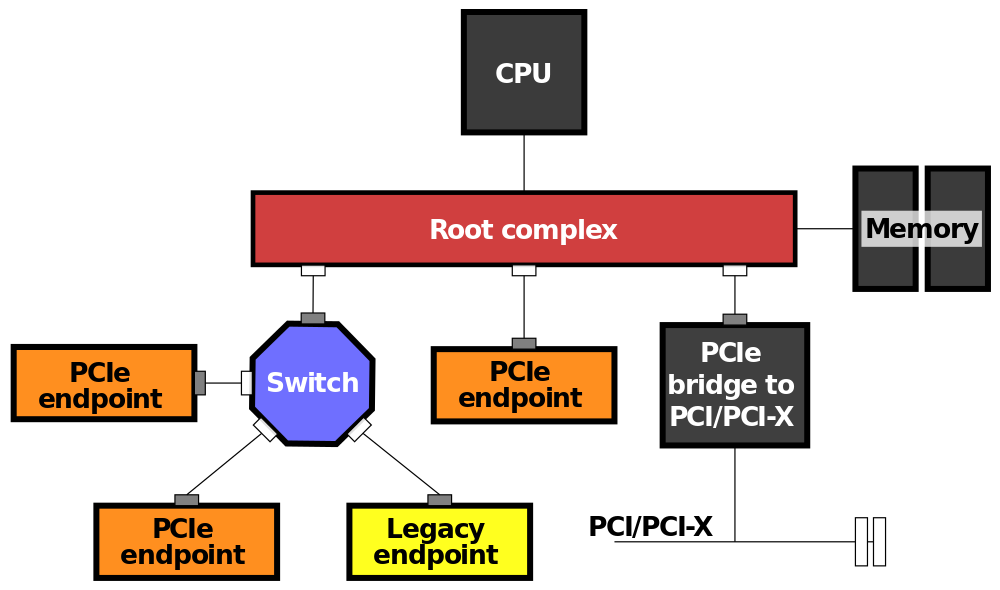 CPU
Root complex
Memory
PCIe
endpoint
Switch
PCIe
endpoint
PCIe
bridge to
PCI/PCI-X
PCIe
endpoint
Legacy
endpoint
PCI/PCI-X